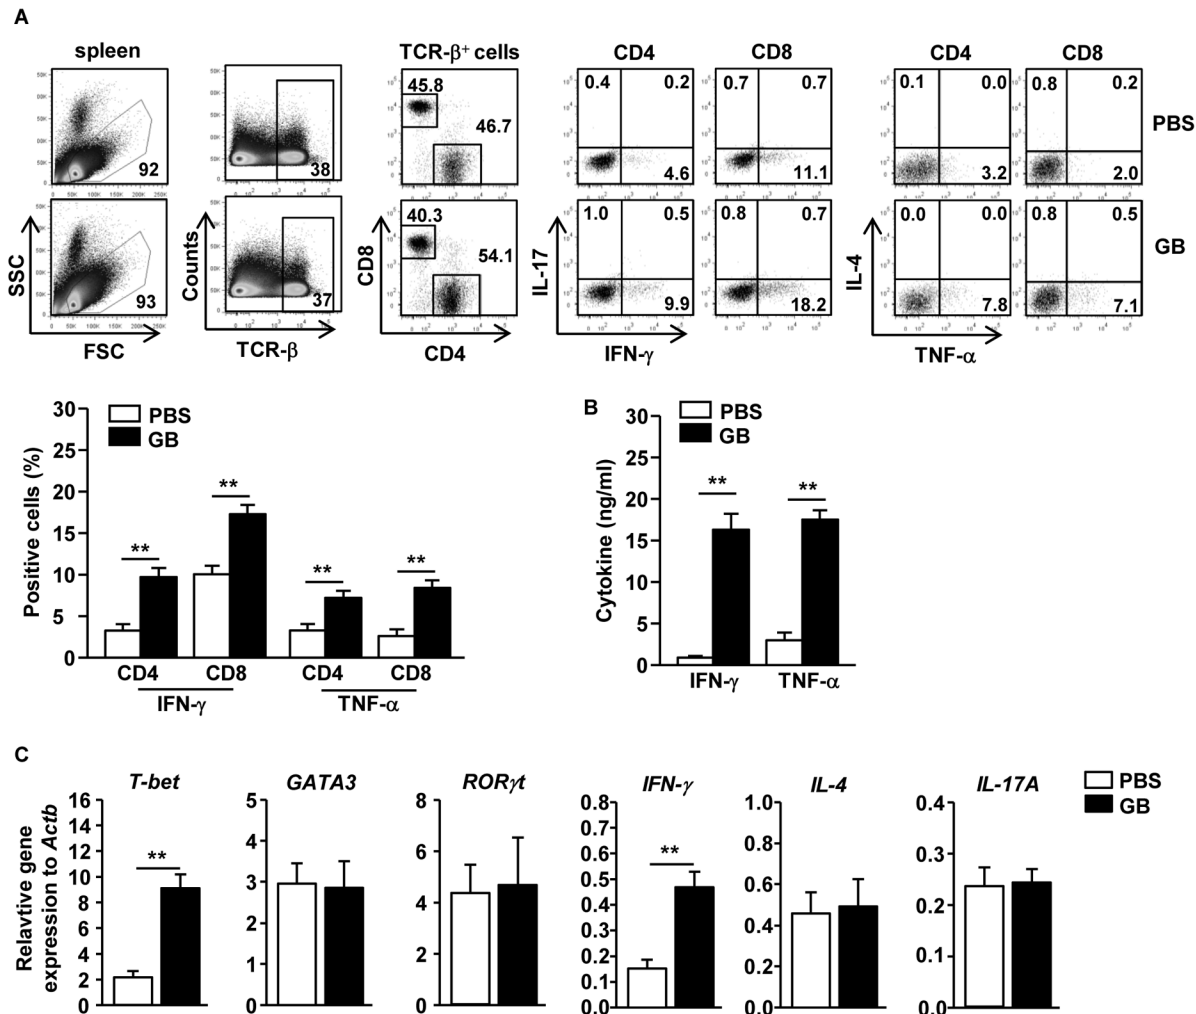 A
spleen
TCR-β+ cells
CD4
CD8
CD4
CD8
92
38
45.8
46.7
0.4
0.2
4.6
0.7
0.7
11.1
0.1
0.0
3.2
0.8
0.2
2.0
PBS
93
37
40.3
54.1
1.0
0.5
9.9
0.8
0.7
18.2
0.0
0.0
7.8
0.8
0.5
7.1
GB
SSC
FSC
Counts
TCR-β
CD8
CD4
IL-17
IFN-γ
IL-4
TNF-α
Positive cells (%)
30
25
20
15
10
5
0
PBS
GB
**
**
**
**
CD4
CD8
CD4
CD8
IFN-γ
TNF-α
B
Cytokine (ng/ml)
30
25
20
15
10
5
0
PBS
GB
**
**
IFN-γ
TNF-α
C
Relavtive gene
expression to Actb
T-bet
16
14
12
10
8
6
4
2
0
**
GATA3
5
4
3
2
1
0
RORγt
8
6
4
2
0
IFN-γ
0.8
0.7
0.6
0.5
0.4
0.3
0.2
0.1
0.0
**
IL-4
1.0
0.8
0.6
0.4
0.2
0.0
IL-17A
0.4
0.3
0.2
0.1
0.0
PBS
GB